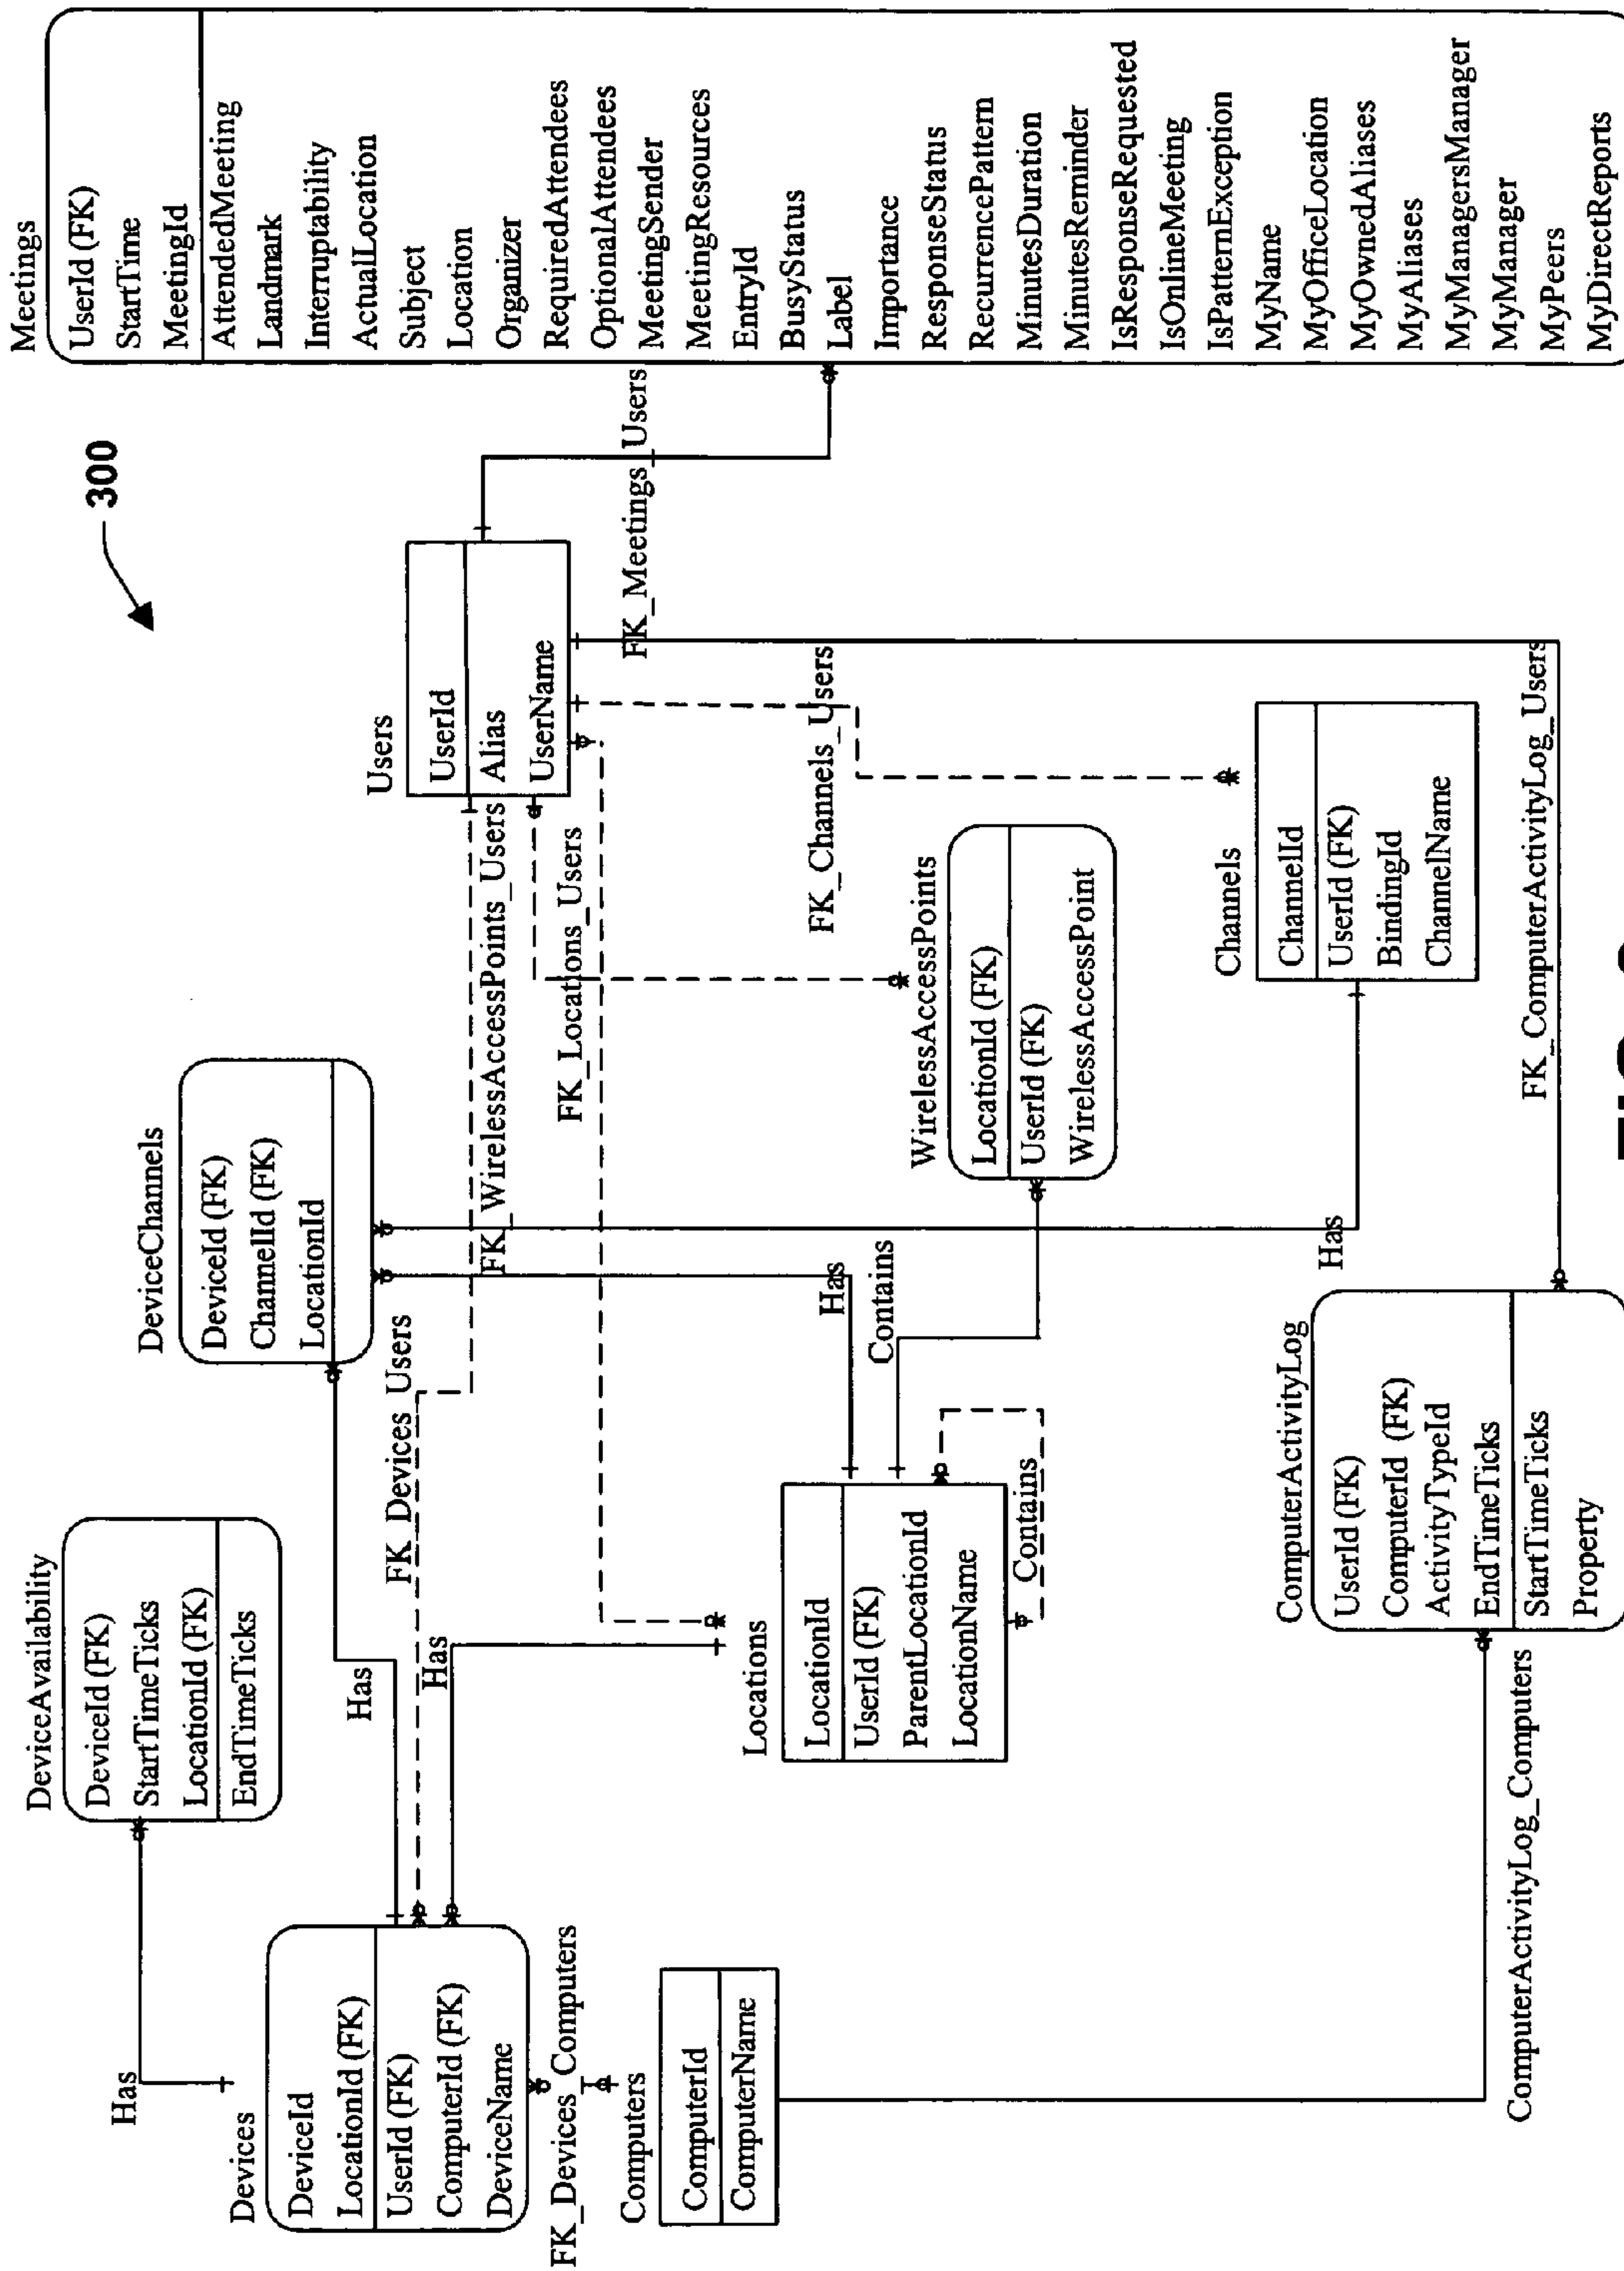 300
Meetings
UserId (FK)
StartTime
MeetingId
AttendedMeeting
Landmark
Interruptability
ActualLocation
Subject
Location
Organizer
RequiredAttendees
OptionalAttendees
MeetingSender
MeetingResources
EntryId
BusyStatus
Label
Importance
ResponseStatus
RecurrencePattern
MinutesDuration
MinutesReminder
IsResponseRequested
IsOnlineMeeting
IsPatternException
MyName
MyOfficeLocation
MyOwnedAliases
MyAliases
MyManagersManager
MyManager
MyPeers
MyDirectReports
FK_Meetings_Users
Users
UserId
Alias
UserName
FK_Channels_Users
FK_WirelessAccessPoints_Users
FK_Locations_Users
FK_Devices_Users
DeviceChannels
DeviceId (FK)
ChannelId (FK)
LocationId
WirelessAccessPoints
LocationId (FK)
UserId (FK)
WirelessAccessPoint
Channels
ChannelId
UserId (FK)
BindingId
ChannelName
FK_ComputerActivityLog_Users
Has
Has
Contains
Contains
DeviceAvailability
DeviceId (FK)
StartTimeTicks
LocationId (FK)
EndTimeTicks
Has
Has
Has
Locations
LocationId
UserId (FK)
ParentLocationId
LocationName
ComputerActivityLog
UserId (FK)
ComputerId (FK)
ActivityTypeId
EndTimeTicks
StartTimeTicks
Property
Devices
DeviceId
LocationId (FK)
UserId (FK)
ComputerId (FK)
DeviceName
FK_Devices_Computers
Computers
ComputerId
ComputerName
ComputerActivityLog_Computers